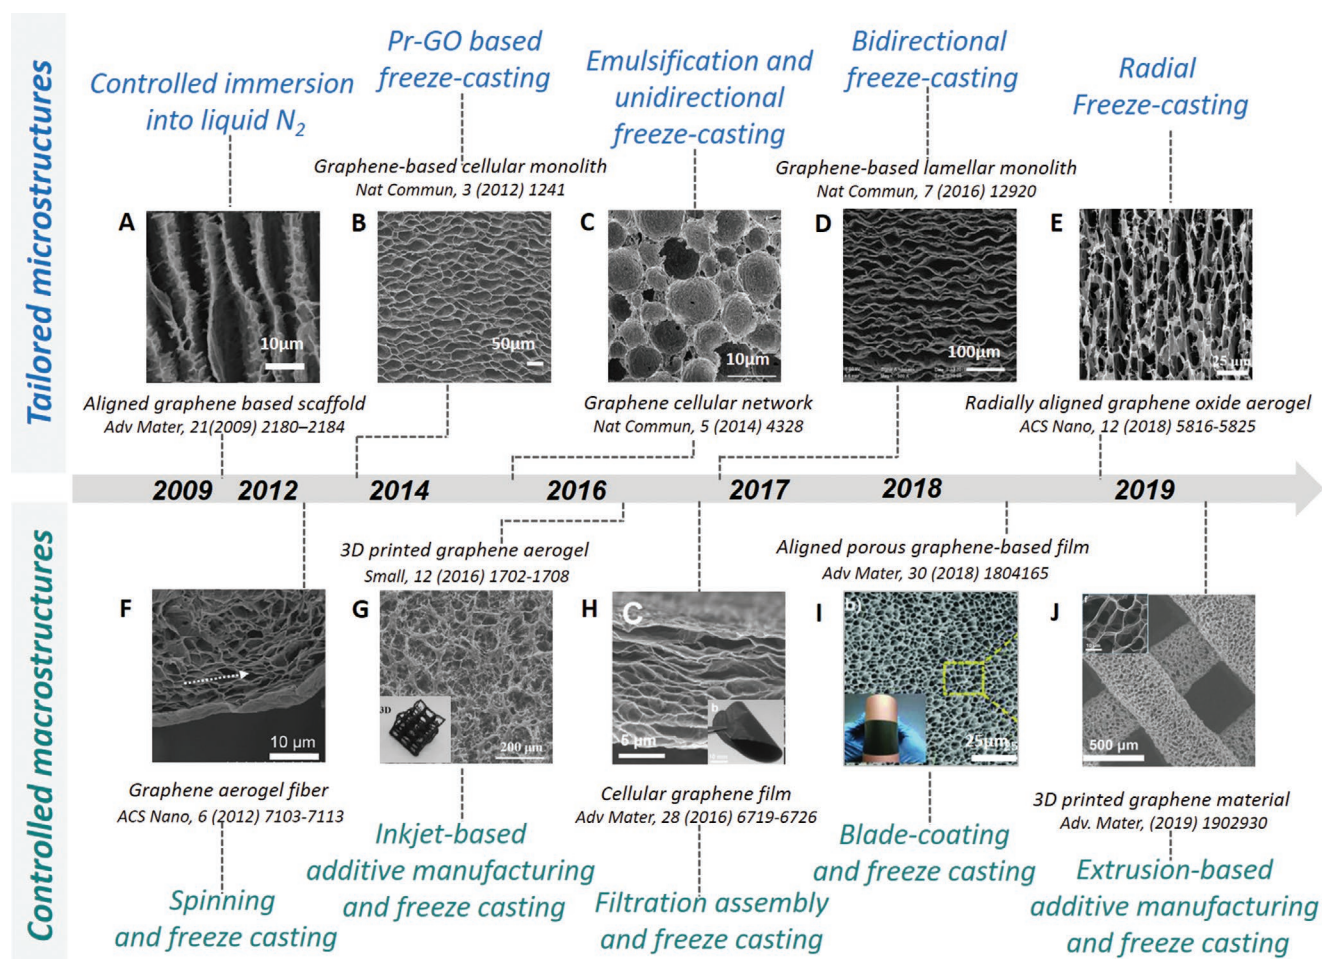 Tailored microstructures
Controlled immersion
into liquid N2
Pr-GO based
freeze-casting
Emulsification and
unidirectional
freeze-casting
Bidirectional
freeze-casting
Radial
Freeze-casting
Graphene-based cellular monolith
Nat Commun, 3 (2012) 1241
Graphene-based lamellar monolith
Nat Commun, 7 (2016) 12920
A
10µm
B
50µm
C
10µm
D
100µm
E
25 µm
Aligned graphene based scaffold
Adv Mater, 21(2009) 2180–2184
Graphene cellular network
Nat Commun, 5 (2014) 4328
Radially aligned graphene oxide aerogel
ACS Nano, 12 (2018) 5816-5825
2009 2012 2014 2016 2017 2018 2019
Controlled macrostructures
3D printed graphene aerogel
Small, 12 (2016) 1702-1708
Aligned porous graphene-based film
Adv Mater, 30 (2018) 1804165
F
10 µm
G
3D
200 µm
H
C
b
5 µm
I
b)
25µm
J
500 µm
Graphene aerogel fiber
ACS Nano, 6 (2012) 7103-7113
Cellular graphene film
Adv Mater, 28 (2016) 6719-6726
3D printed graphene material
Adv. Mater, (2019) 1902930
Spinning
and freeze casting
Inkjet-based
additive manufacturing
and freeze casting
Filtration assembly
and freeze casting
Blade-coating
and freeze casting
Extrusion-based
additive manufacturing
and freeze casting